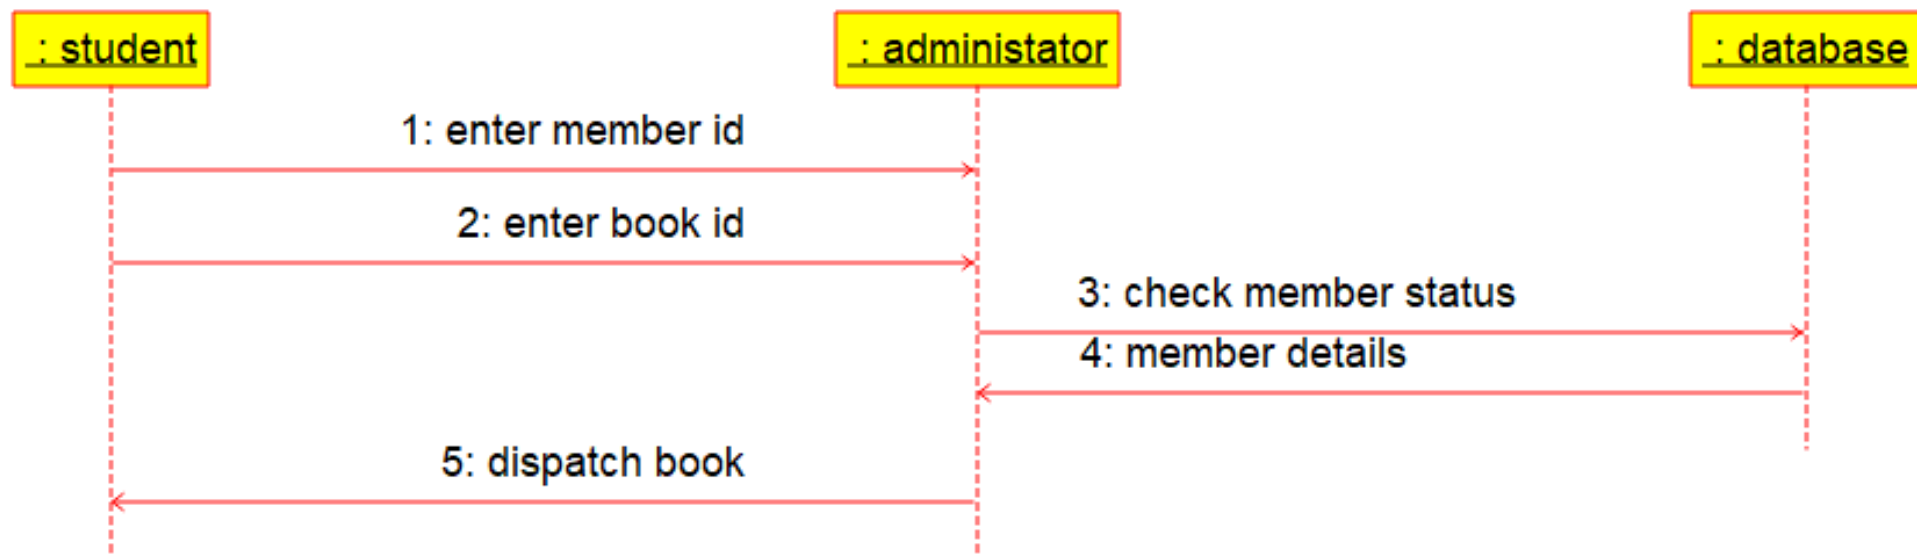 : student
: administator
: database
1: enter member id
2: enter book id
3: check member status
4: member details
5: dispatch book